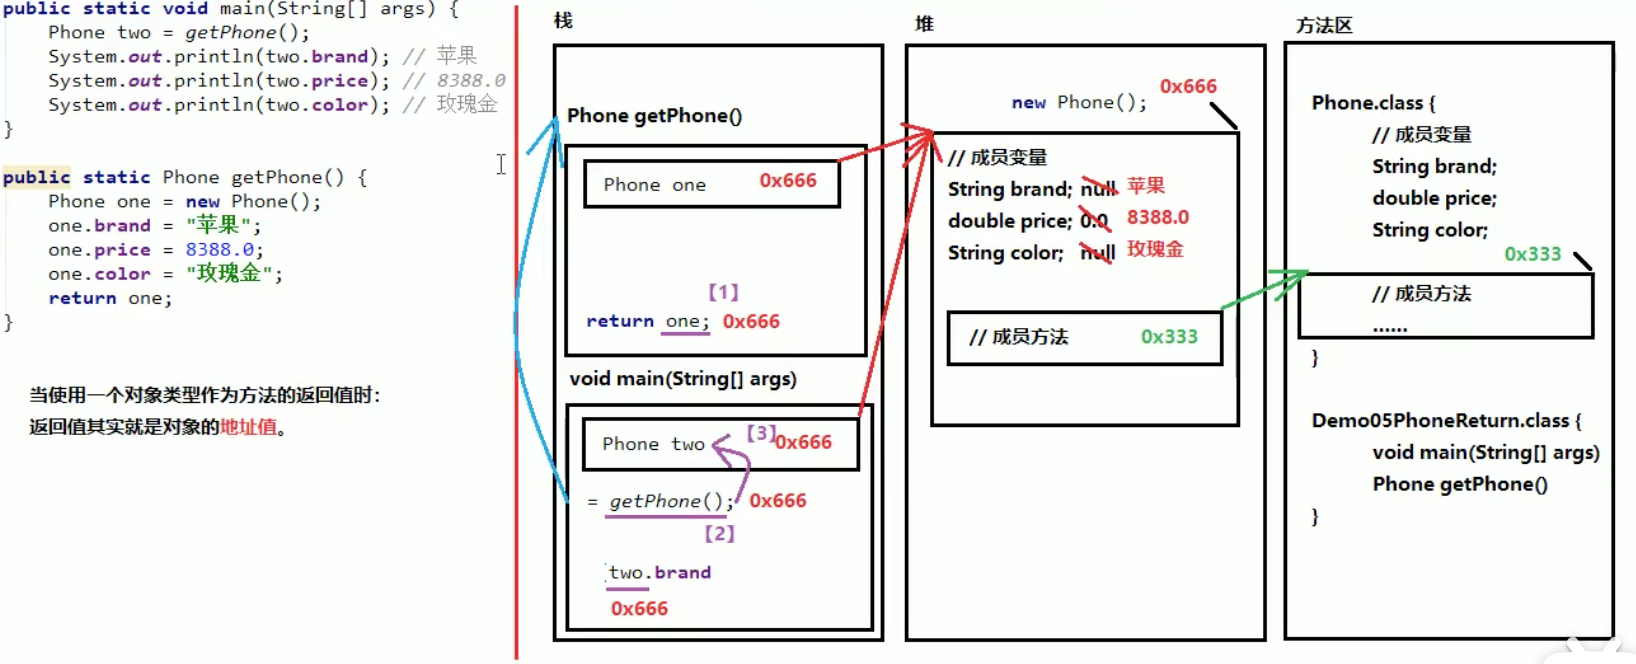 public static void main(String[] args) {
Phone two = getPhone();
System.out.println(two.brand); // 苹果
System.out.println(two.price); // 8388.0
System.out.println(two.color); // 玫瑰金
}
public static Phone getPhone() {
Phone one = new Phone();
one.brand = "苹果";
one.price = 8388.0;
one.color = "玫瑰金";
return one;
}
当使用一个对象类型作为方法的返回值时：
返回值其实就是对象的地址值。
栈
Phone getPhone()
Phone one 0x666
【1】
return one; 0x666
void main(String[] args)
Phone two 【3】0x666
= getPhone(); 0x666
【2】
two.brand
0x666
堆
0x666
new Phone();
// 成员变量
String brand; null 苹果
double price; 0.0 8388.0
String color; null 玫瑰金
// 成员方法 0x333
方法区
Phone.class {
// 成员变量
String brand;
double price;
String color;
0x333
// 成员方法
......
}
Demo05PhoneReturn.class {
void main(String[] args)
Phone getPhone()
}